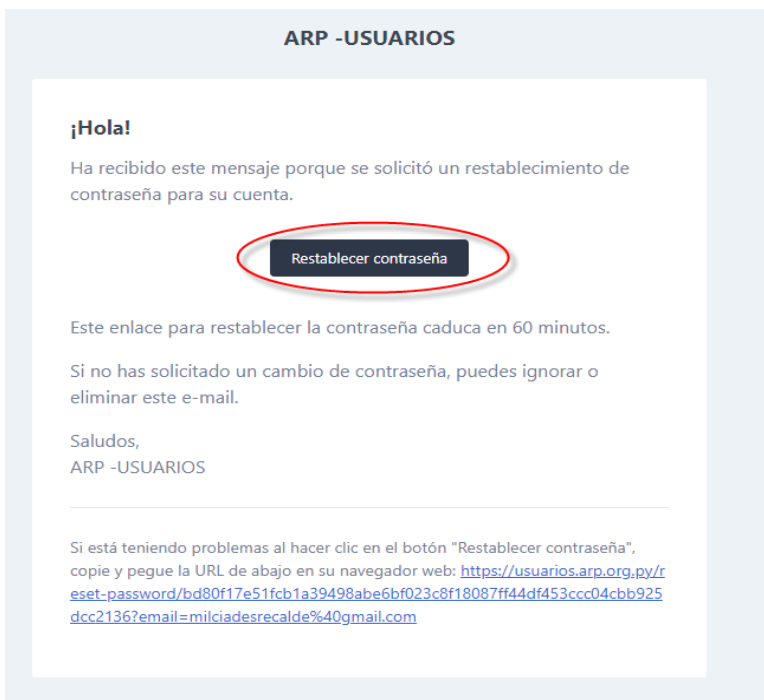 ARP -USUARIOS
¡Hola!
Ha recibido este mensaje porque se solicitó un restablecimiento de
contraseña para su cuenta.
Restablecer contraseña
Este enlace para restablecer la contraseña caduca en 60 minutos.
Si no has solicitado un cambio de contraseña, puedes ignorar o
eliminar este e-mail.
Saludos,
ARP -USUARIOS
Si está teniendo problemas al hacer clic en el botón "Restablecer contraseña",
copie y pegue la URL de abajo en su navegador web: https://usuarios.arp.org.py/r
eset-password/bd80f17e51fcb1a39498abe6bf023c8f18087ff44df453ccc04cbb925
dcc2136?email=milciadesrecalde%40gmail.com